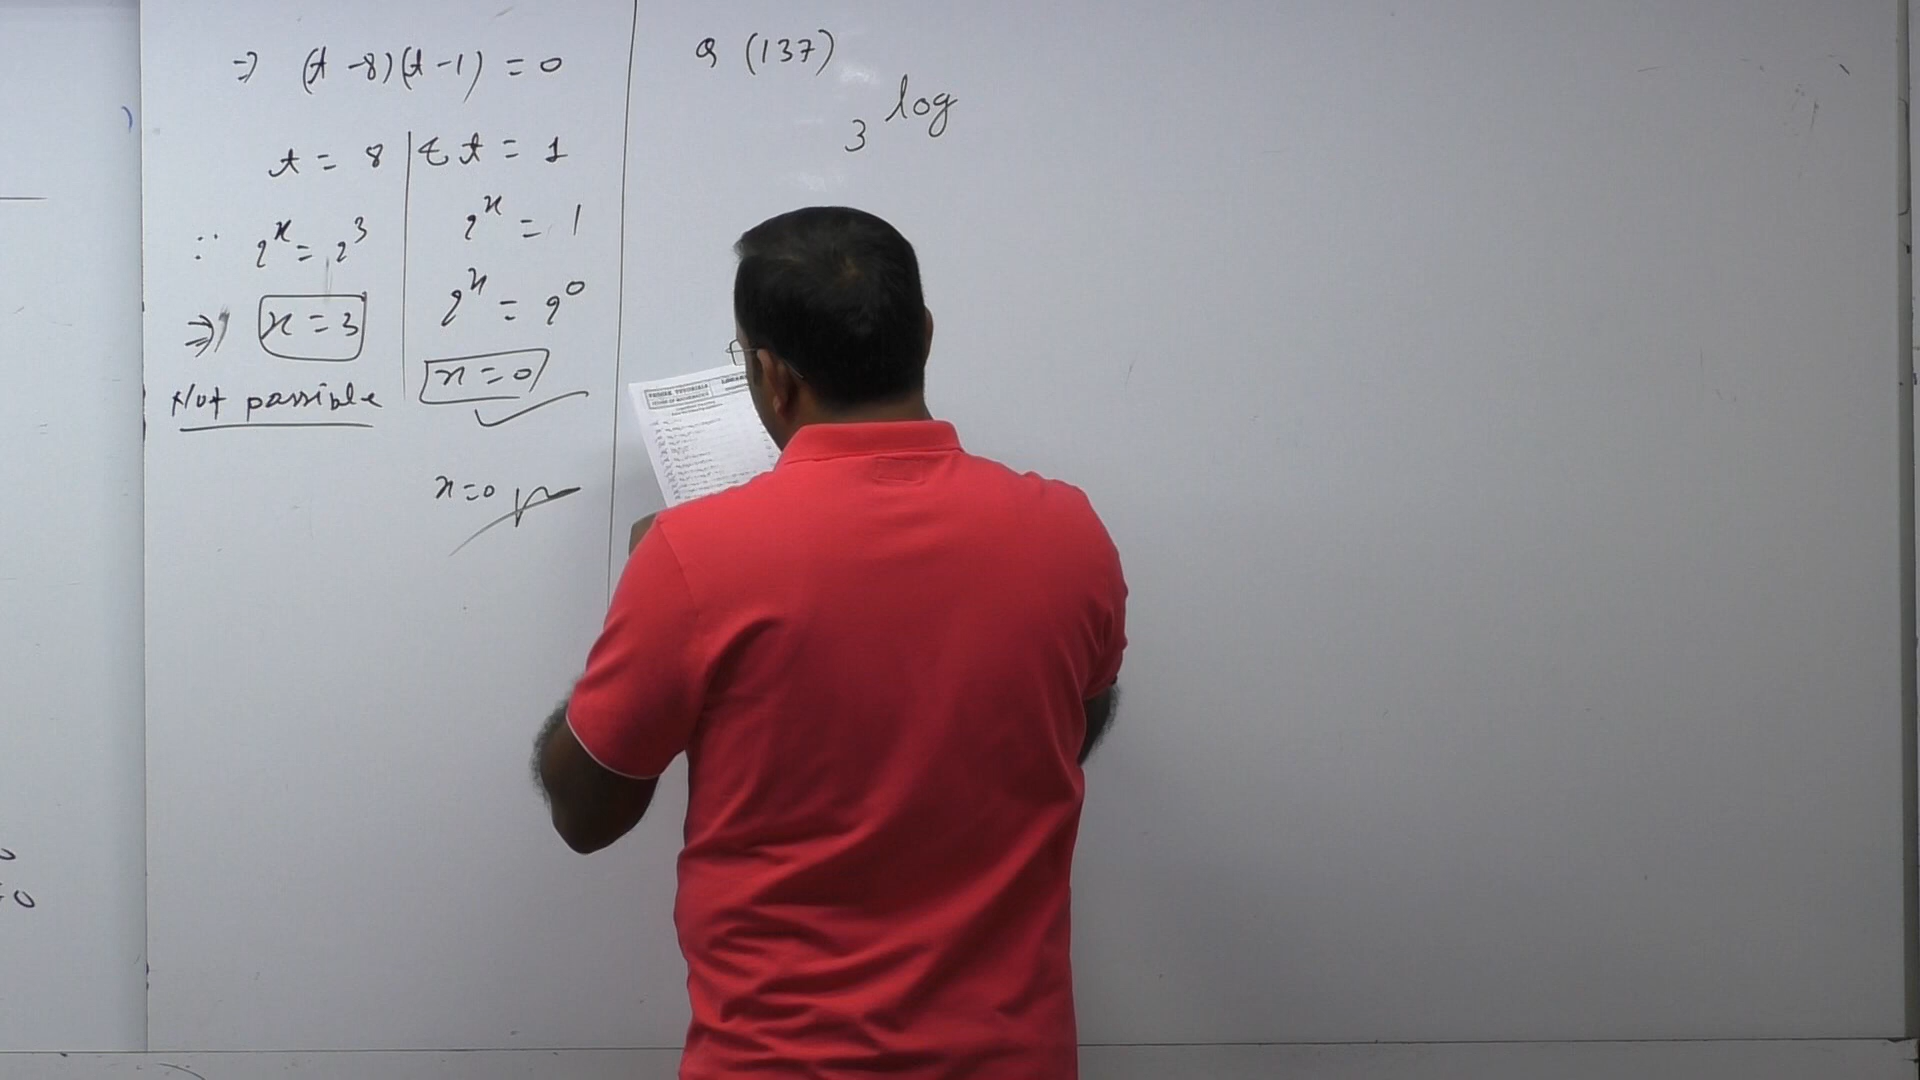 ⇒ (t - 8)(t - 1) = 0
t = 8 | & t = 1
∴ 2^x = 2^3
⇒ x = 3
Not possible
2^x = 1
2^x = 2^0
x = 0
x = 0
Q (137)
3^log